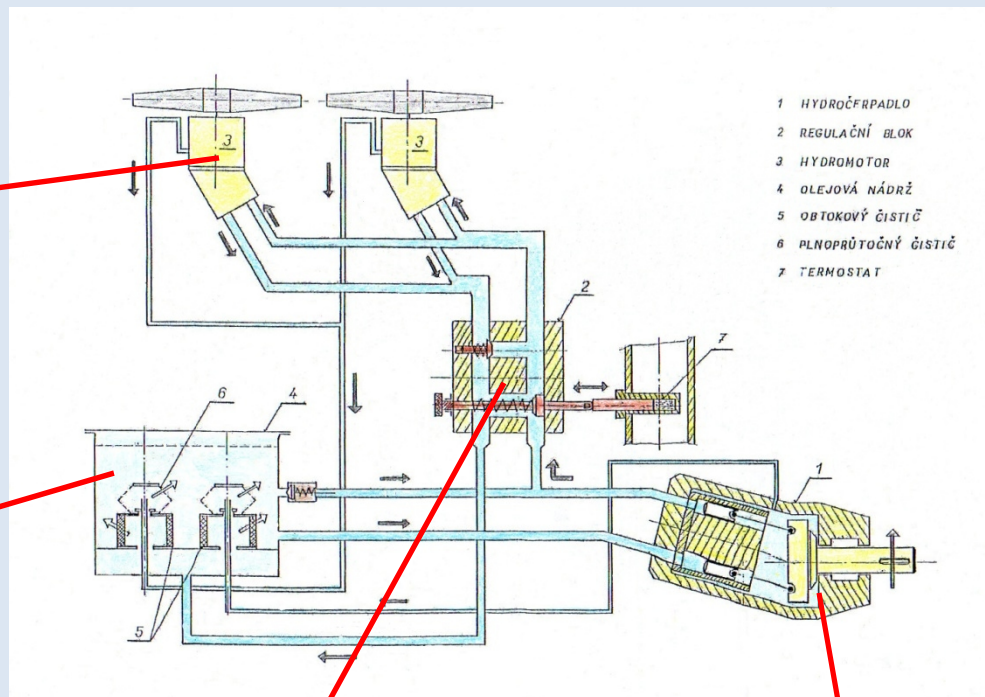 3
3
1 HYDROČERPADLO
2 REGULAČNÍ BLOK
3 HYDROMOTOR
4 OLEJOVÁ NÁDRŽ
5 OBTOKOVÝ ČISTIČ
6 PLNOPRŮTOČNÝ ČISTIČ
7 TERMOSTAT
2
7
6
4
1
5